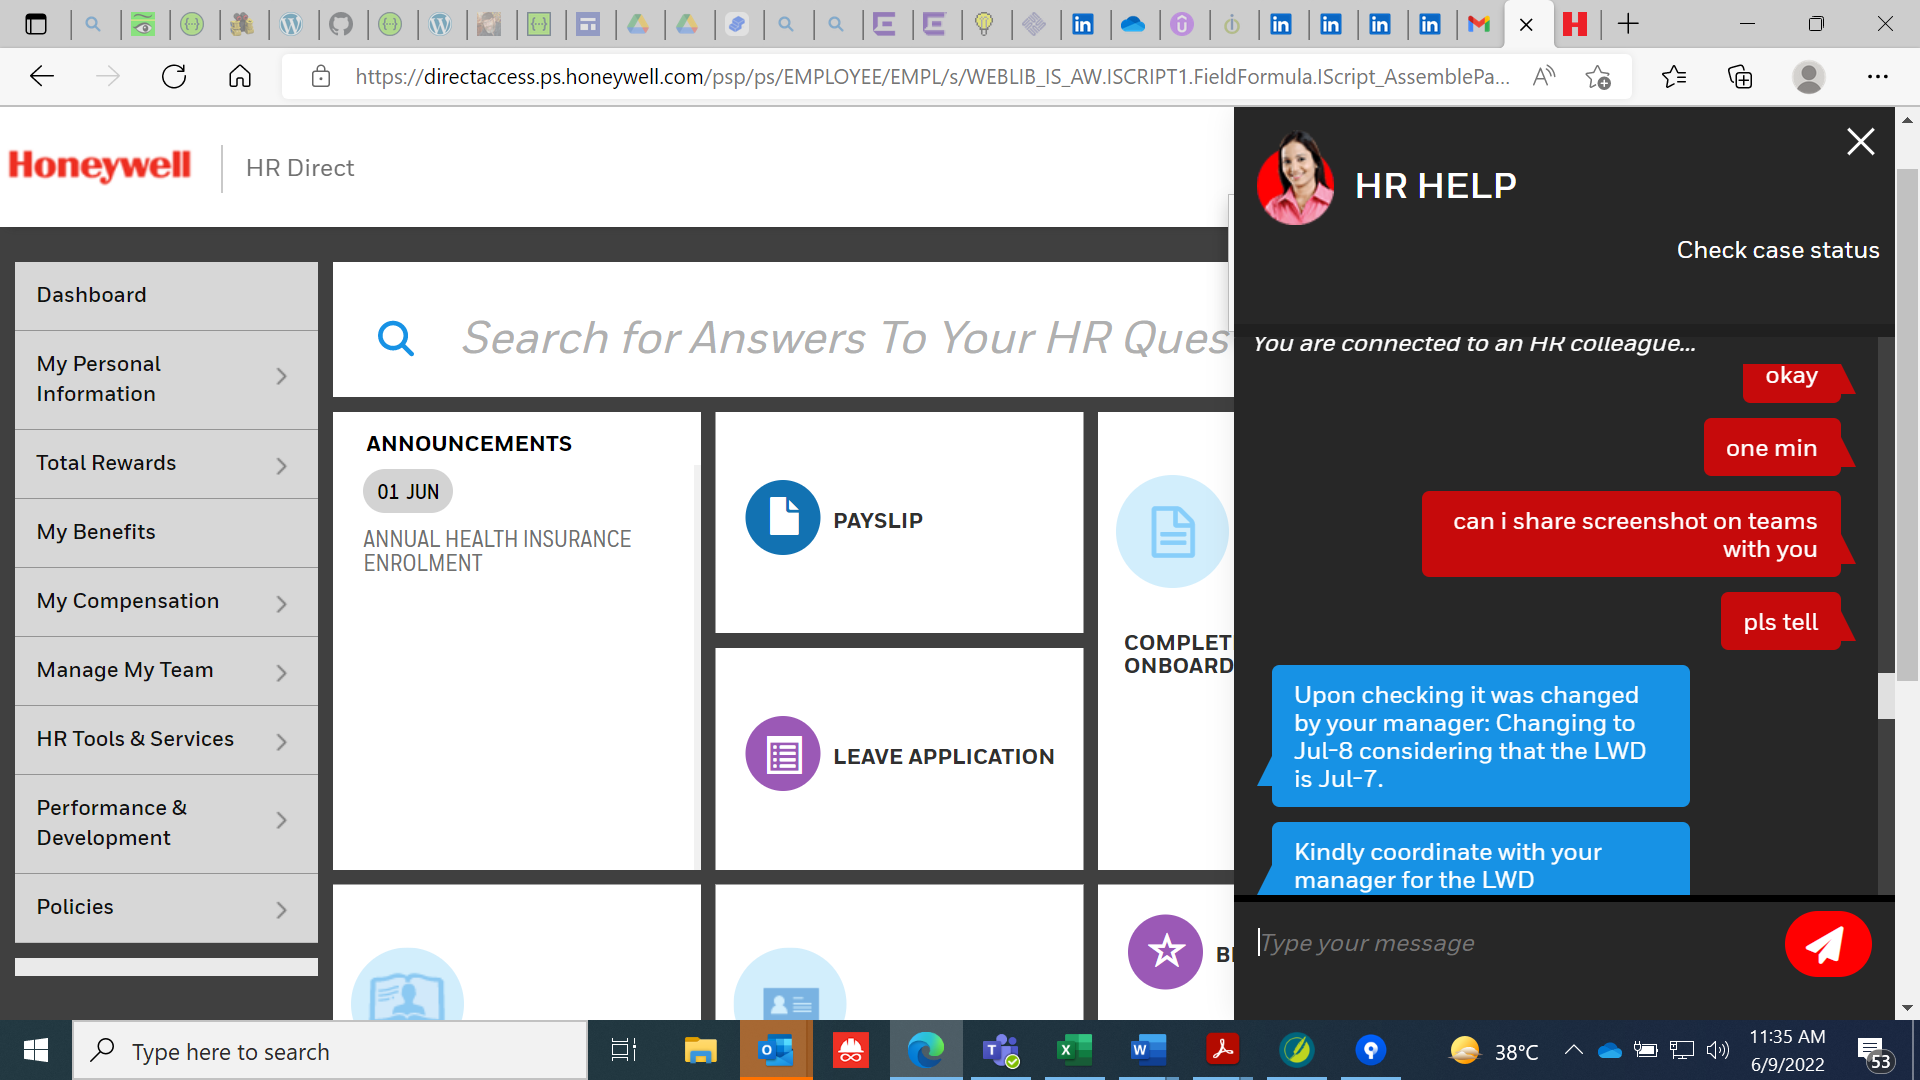 https://directaccess.ps.honeywell.com/psp/ps/EMPLOYEE/EMPL/s/WEBLIB_IS_AW.ISCRIPT1.FieldFormula.IScript_AssemblePa...
Honeywell
HR Direct
HR HELP
Check case status
Dashboard
My Personal
Information
Total Rewards
My Benefits
My Compensation
Manage My Team
HR Tools & Services
Performance &
Development
Policies
Search for Answers To Your HR Ques
ANNOUNCEMENTS
01 JUN
ANNUAL HEALTH INSURANCE
ENROLMENT
PAYSLIP
LEAVE APPLICATION
COMPLET
ONBOARD
You are connected to an HR colleague...
okay
one min
can i share screenshot on teams
with you
pls tell
Upon checking it was changed
by your manager: Changing to
Jul-8 considering that the LWD
is Jul-7.
Kindly coordinate with your
manager for the LWD
Type your message
Type here to search
38°C
11:35 AM
6/9/2022
53